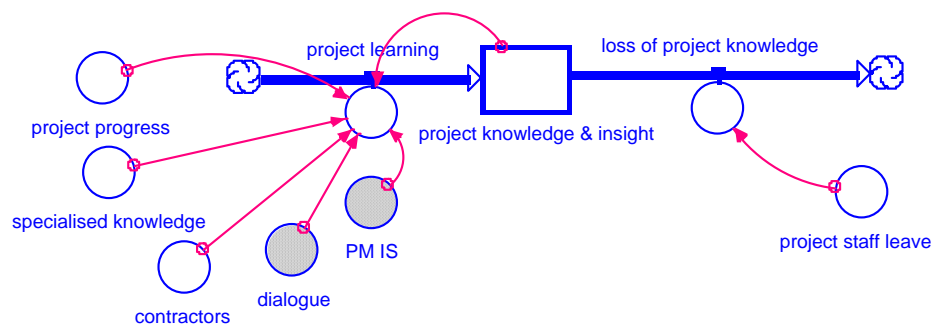 project learning
loss of project knowledge
project progress
project knowledge & insight
specialised knowledge
PM IS
project staff leave
dialogue
contractors